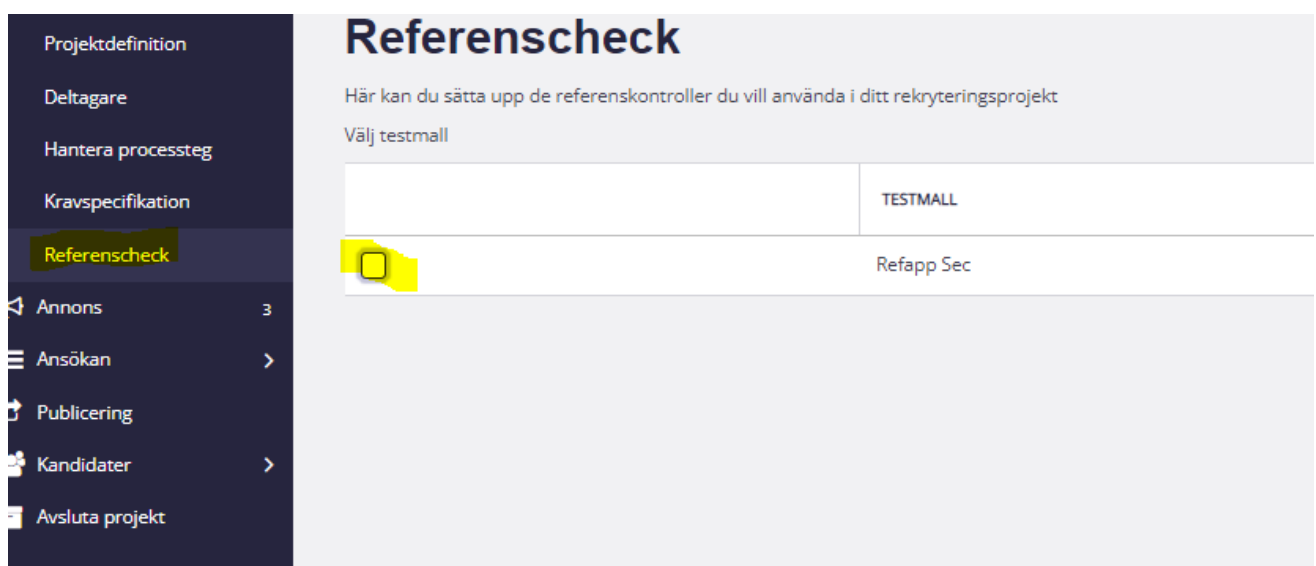 Projektdefinition
Deltagare
Hantera processteg
Kravspecifikation
Referenscheck
Annons 3
Ansökan
Publicering
Kandidater
Avsluta projekt
Referenscheck
Här kan du sätta upp de referenskontroller du vill använda i ditt rekryteringsprojekt
Välj testmall
TESTMALL
Refapp Sec